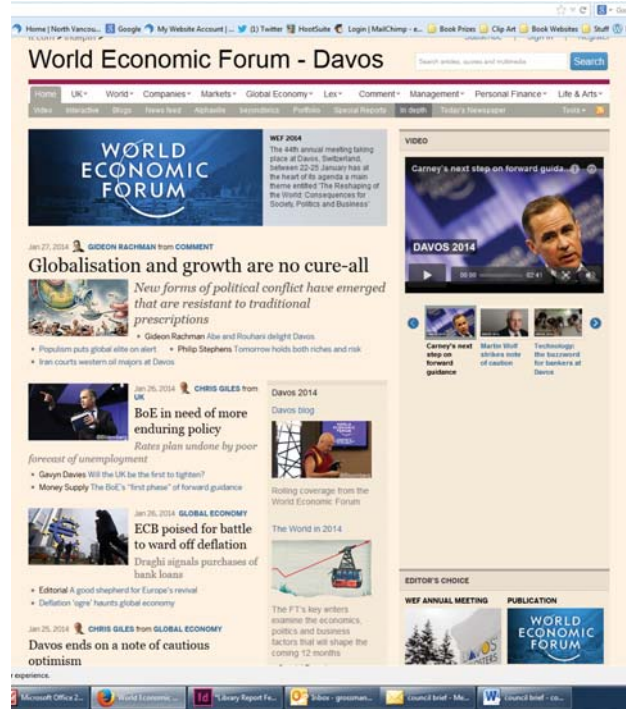 Home | North Vancou...
Google
My Website Account | ...
(1) Twitter
HootSuite
Login | MailChimp - e...
Book Prizes
Clip Art
Book Websites
Stuff
World Economic Forum - Davos
Search articles, quotes and multimedia
Search
Home UK World Companies Markets Global Economy Lex Comment Management Personal Finance Life & Arts
Video Interactive Blogs News feed Alphaville beyondbrics Portfolio Special Reports In depth Today's Newspaper Tools
WORLD
ECONOMIC
FORUM
WEF 2014
The 44th annual meeting taking
place at Davos, Switzerland,
between 22-25 January has at
the heart of its agenda a main
theme entitled 'The Reshaping of
the World: Consequences for
Society, Politics and Business'
Jan 27, 2014 GIDEON RACHMAN from COMMENT
Globalisation and growth are no cure-all
New forms of political conflict have emerged
that are resistant to traditional
prescriptions
Gideon Rachman Abe and Rouhani delight Davos
Populism puts global elite on alert
Philip Stephens Tomorrow holds both riches and risk
Iran courts western oil majors at Davos
Jan 26, 2014 CHRIS GILES from
UK
BoE in need of more
enduring policy
Rates plan undone by poor
forecast of unemployment
Gavyn Davies Will the UK be the first to tighten?
Money Supply The BoE's "first phase" of forward guidance
Jan 26, 2014 GLOBAL ECONOMY
ECB poised for battle
to ward off deflation
Draghi signals purchases of
bank loans
Editorial A good shepherd for Europe's revival
Deflation 'ogre' haunts global economy
Jan 25, 2014 CHRIS GILES from GLOBAL ECONOMY
Davos ends on a note of cautious
optimism
Davos 2014
Davos blog
Rolling coverage from the
World Economic Forum
The World in 2014
The FT's key writers
examine the economics,
politics and business
factors that will shape the
coming 12 months
VIDEO
Carney's next step on forward guida...
DAVOS 2014
00:00
02:41
Carney's next
step on
forward
guidance
Martin Wolf
strikes note
of caution
Technology:
the buzzword
for bankers at
Davos
EDITOR'S CHOICE
WEF ANNUAL MEETING
PUBLICATION
WORLD
ECONOMIC
FORUM
experience.
Microsoft Office 2...
World Economic ...
*Library Report Fe...
Inbox - grossman...
council brief - Me...
council brief - co...